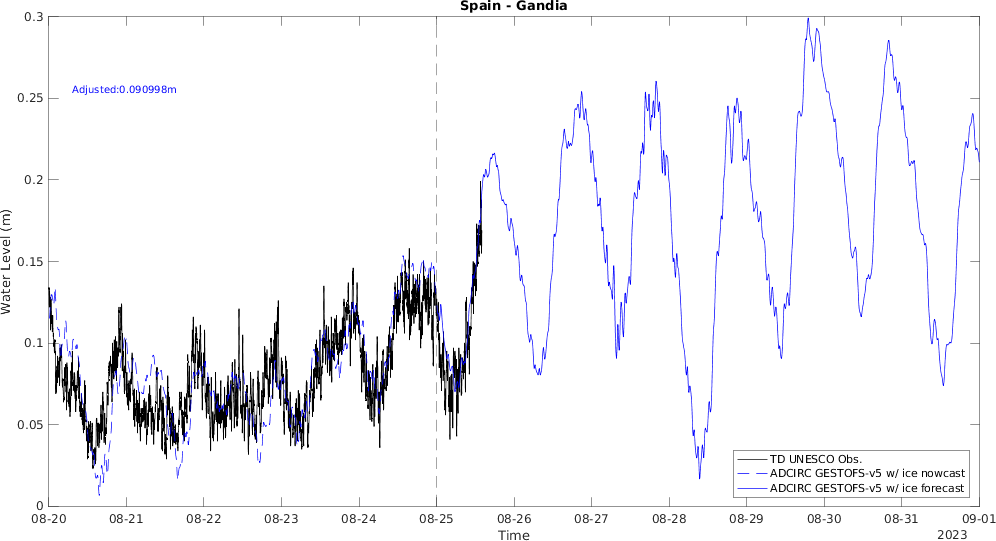 Spain - Gandia
0.3
0.25
0.2
0.15
0.1
0.05
0
Water Level (m)
Adjusted:0.090998m
TD UNESCO Obs.
ADCIRC GESTOFS-v5 w/ ice nowcast
ADCIRC GESTOFS-v5 w/ ice forecast
08-20 08-21 08-22 08-23 08-24 08-25 08-26 08-27 08-28 08-29 08-30 08-31 09-01
Time
2023